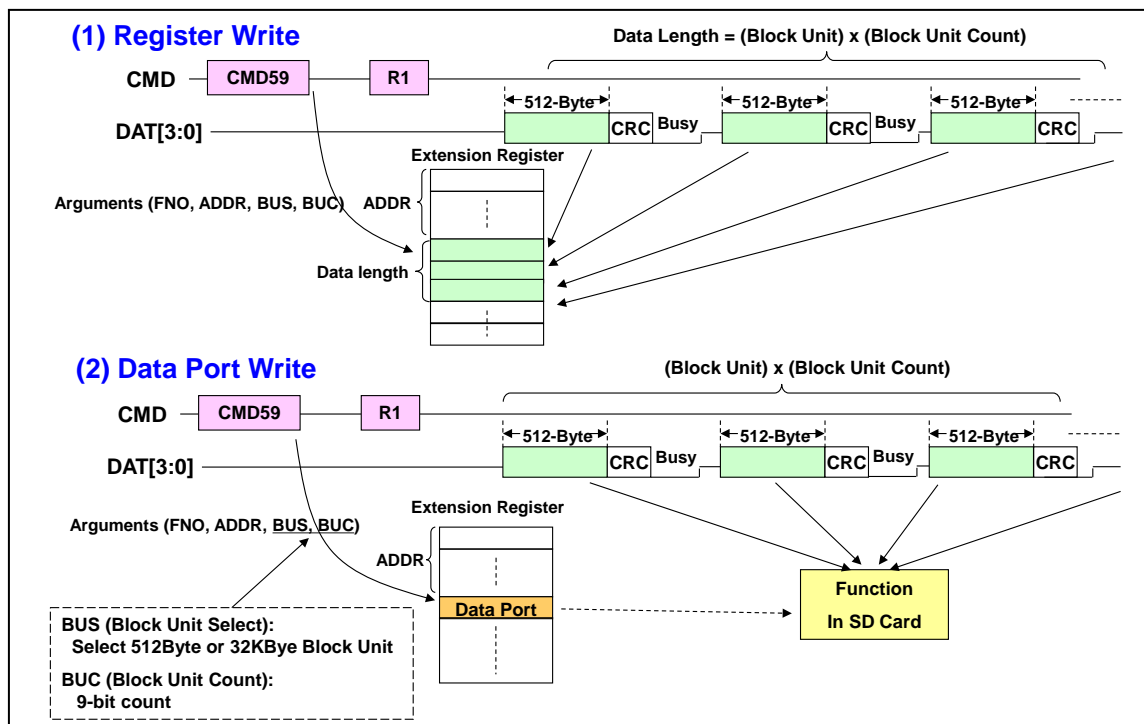 (1) Register Write
Data Length = (Block Unit) x (Block Unit Count)
CMD
CMD59
R1
512-Byte
512-Byte
512-Byte
DAT[3:0]
CRC
Busy
CRC
Busy
CRC
Extension Register
Arguments (FNO, ADDR, BUS, BUC)
ADDR
Data length
(2) Data Port Write
(Block Unit) x (Block Unit Count)
CMD
CMD59
R1
512-Byte
512-Byte
512-Byte
DAT[3:0]
CRC
Busy
CRC
Busy
CRC
Extension Register
Arguments (FNO, ADDR, BUS, BUC)
ADDR
Data Port
Function
In SD Card
BUS (Block Unit Select):
Select 512Byte or 32KBye Block Unit
BUC (Block Unit Count):
9-bit count